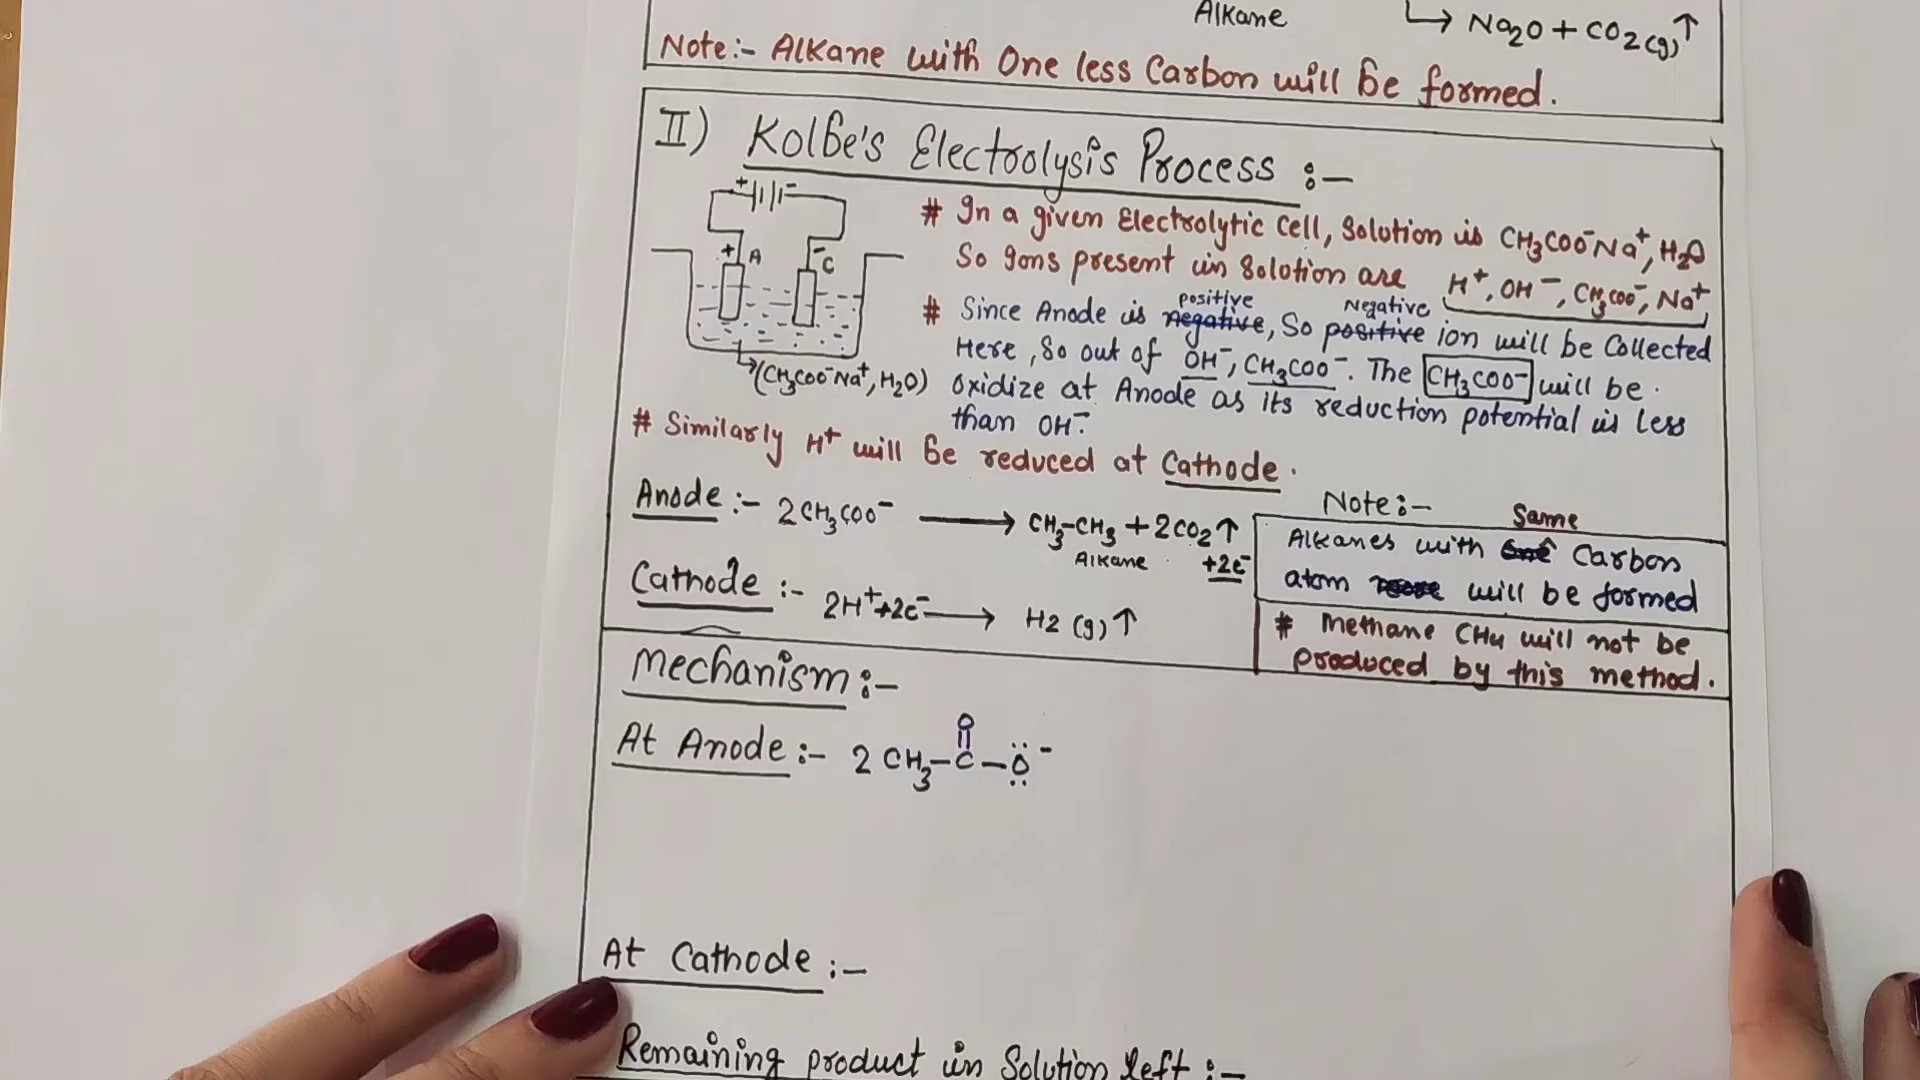 Alkane
↳ Na2O + CO2(g)↑
Note:- Alkane with One less Carbon will be formed.
II) Kolbe's Electrolysis Process :-
+ -
+ A
- C
(CH3COO⁻Na⁺, H2O)
# In a given Electrolytic Cell, Solution is CH3COO⁻Na⁺, H2O
So Ions present in Solution are H⁺, OH⁻, CH3COO⁻, Na⁺
positive Negative
# Since Anode is negative, So positive ion will be Collected
Here, So out of OH⁻, CH3COO⁻. The CH3COO⁻ will be
oxidize at Anode as its reduction potential is less
than OH⁻.
# Similarly H⁺ will be reduced at Cathode.
Anode :- 2CH3COO⁻ ⟶ CH3-CH3 + 2CO2↑
Alkane +2e⁻
Cathode :- 2H⁺+2e⁻ ⟶ H2 (g)↑
Note:-
Same
Alkanes with Carbon
atom will be formed
# Methane CH4 will not be
produced by this method.
Mechanism:-
O
At Anode:- 2 CH3-C-O⁻
At Cathode:-
Remaining product in Solution left:-